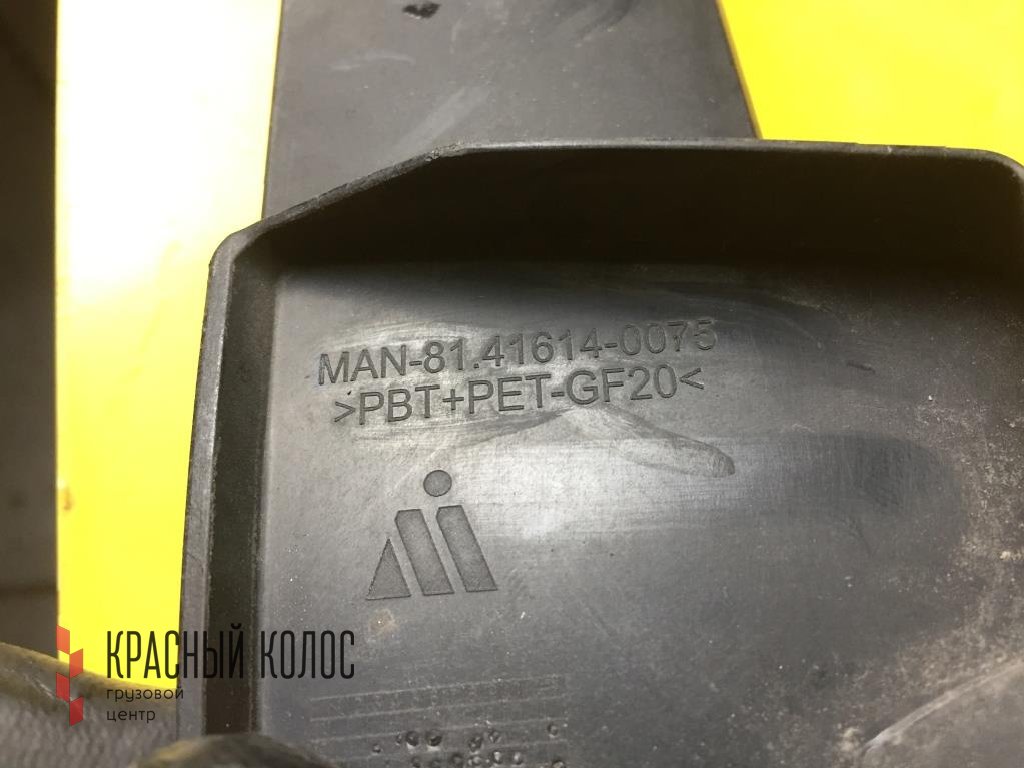 MAN-81.41614-0075
>PBT+PET-GF20<
КРАСНЫЙ КОЛОС
грузовой
центр